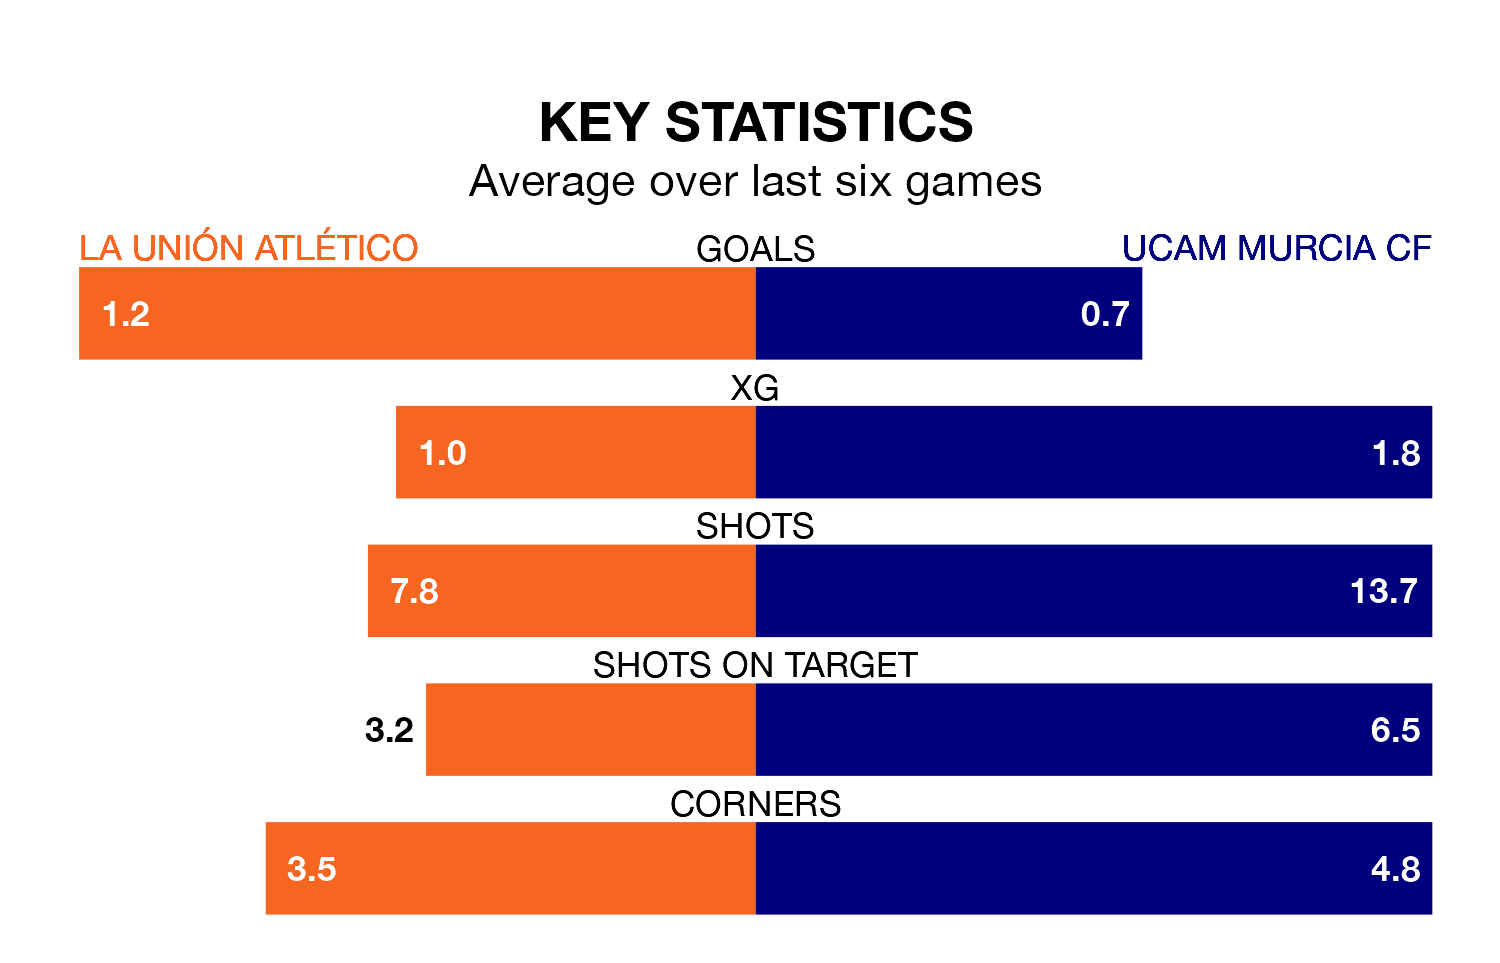 KEY STATISTICS
Average over last six games
LA UNIÓN ATLÉTICO GOALS UCAM MURCIA CF
1.2 0.7
XG
1.0 1.8
SHOTS
7.8 13.7
SHOTS ON TARGET
3.2 6.5
CORNERS
3.5 4.8